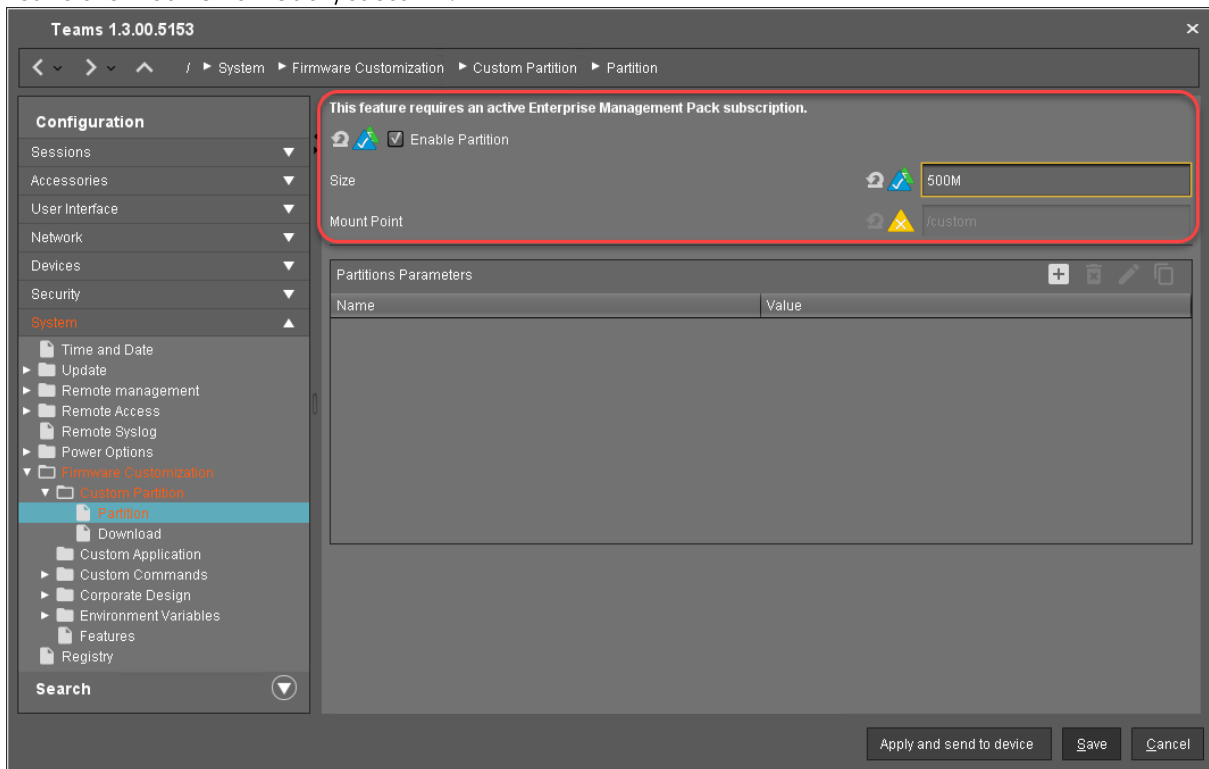 Teams 1.3.00.5153
/ System Firmware Customization Custom Partition Partition
Configuration
Sessions
Accessories
User Interface
Network
Devices
Security
System
Time and Date
Update
Remote management
Remote Access
Remote Syslog
Power Options
Firmware Customization
Custom Partition
Partition
Download
Custom Application
Custom Commands
Corporate Design
Environment Variables
Features
Registry
Search
This feature requires an active Enterprise Management Pack subscription.
Enable Partition
Size 500M
Mount Point /custom
Partitions Parameters
Name Value
Apply and send to device Save Cancel